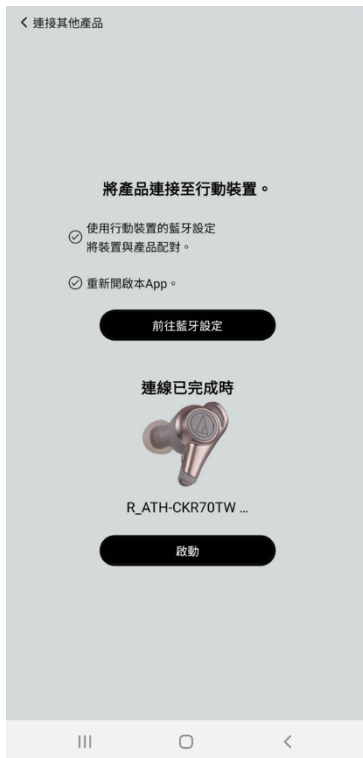 連接其他產品
將產品連接至行動裝置。
使用行動裝置的藍牙設定
將裝置與產品配對。
重新開啟本App。
前往藍牙設定
連線已完成時
R_ATH-CKR70TW ...
啟動